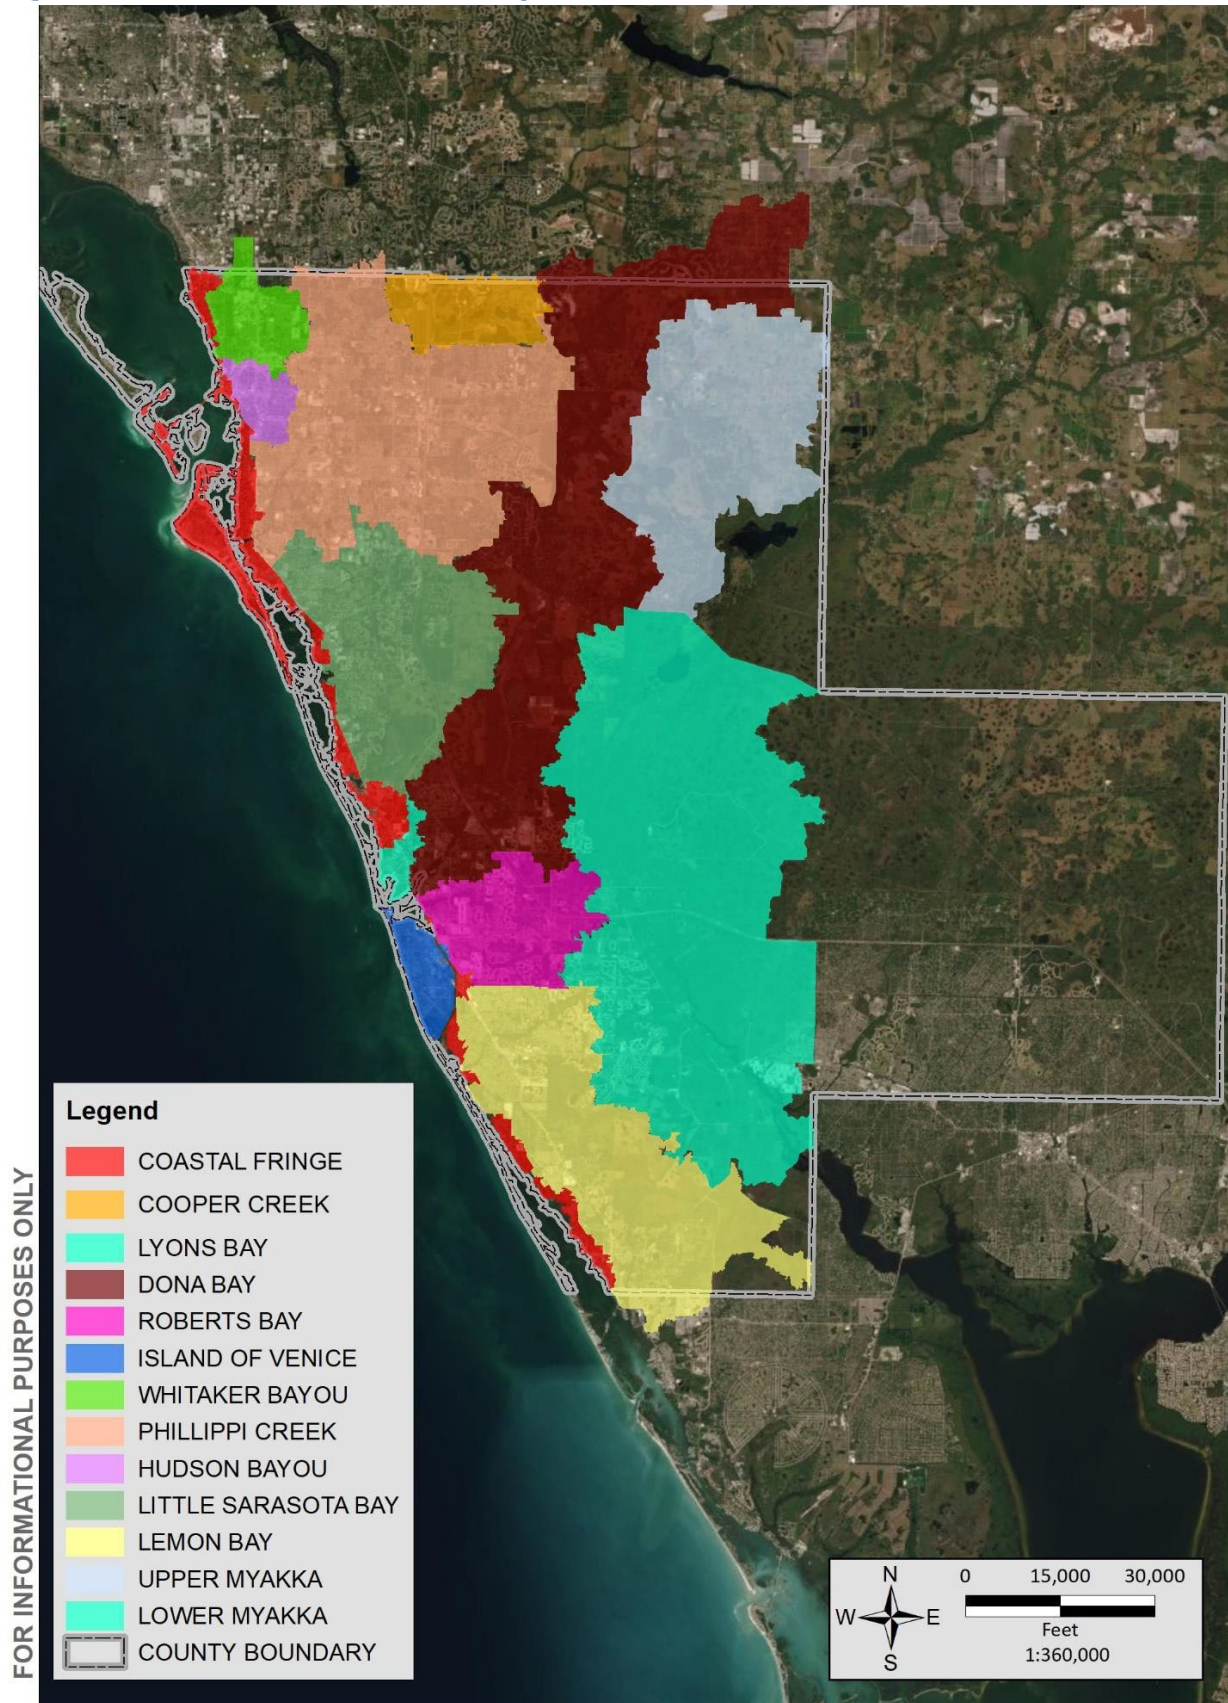 FOR INFORMATIONAL PURPOSES ONLY
Legend
COASTAL FRINGE
COOPER CREEK
LYONS BAY
DONA BAY
ROBERTS BAY
ISLAND OF VENICE
WHITAKER BAYOU
PHILLIPPI CREEK
HUDSON BAYOU
LITTLE SARASOTA BAY
LEMON BAY
UPPER MYAKKA
LOWER MYAKKA
COUNTY BOUNDARY
N
W E
S
0 15,000 30,000
Feet
1:360,000